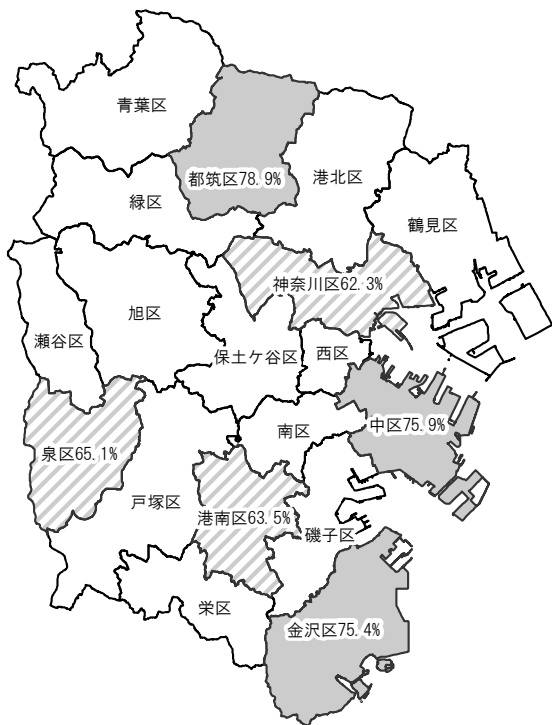 青葉区
都筑区78.9%
港北区
緑区
鶴見区
神奈川区62.3%
旭区
瀬谷区
保土ケ谷区
西区
中区75.9%
南区
泉区65.1%
戸塚区
港南区63.5%
磯子区
栄区
金沢区75.4%